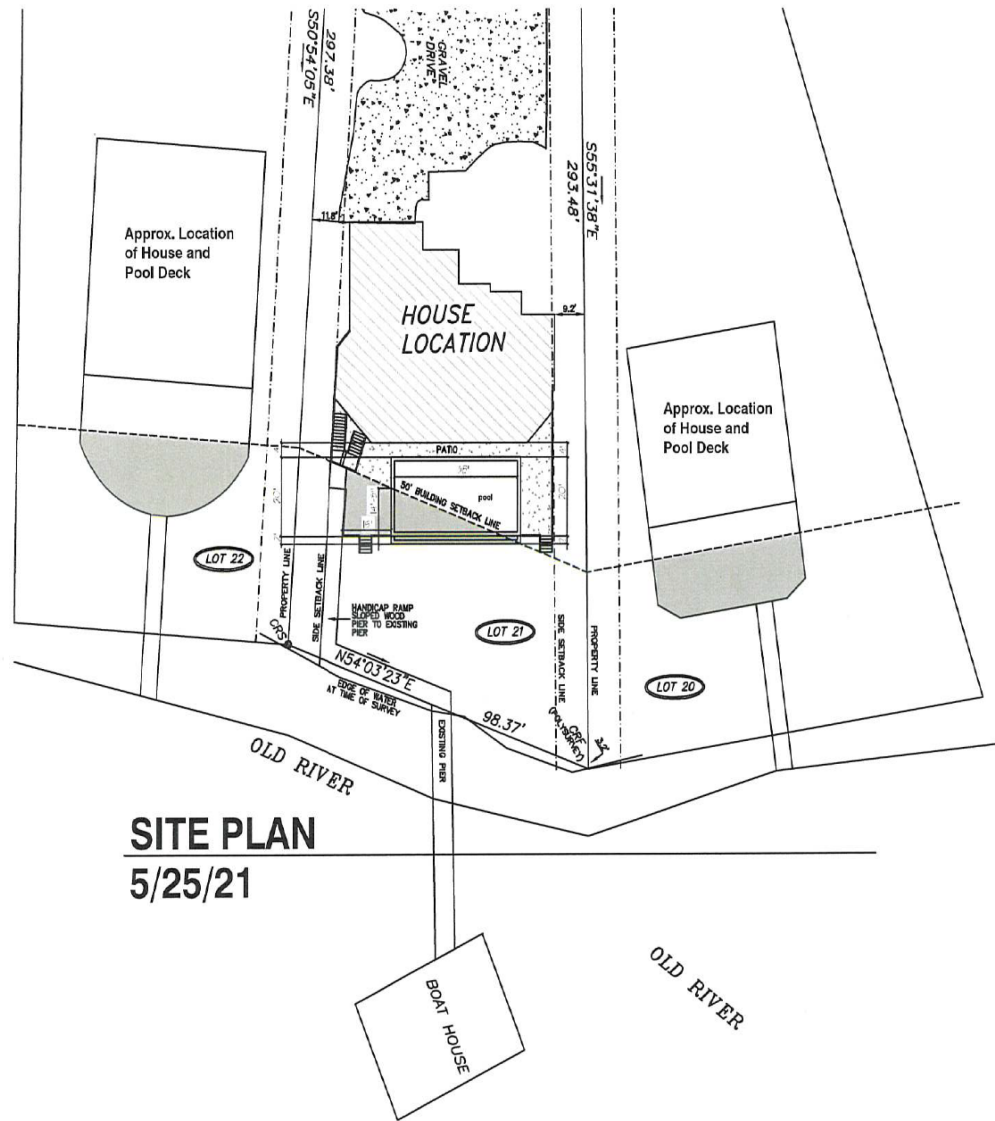 S50°54'05"E
297.38'
GRAVEL
DRIVE
S55°31'38"E
293.48'
Approx. Location
of House and
Pool Deck
11.8'
HOUSE
LOCATION
9.2'
Approx. Location
of House and
Pool Deck
PATIO
50' BUILDING SETBACK LINE
pool
20'
20'
LOT 22
PROPERTY LINE
SIDE SETBACK LINE
HANDICAP RAMP
SLOPED WOOD
PIER TO EXISTING
PIER
LOT 21
SIDE SETBACK LINE
PROPERTY LINE
LOT 20
CRS
N54°03'23"E
EDGE OF WATER
AT TIME OF SURVEY
98.37'
CRF
(POLYSURVEY)
EXISTING PIER
OLD RIVER
SITE PLAN
5/25/21
BOAT HOUSE
OLD RIVER